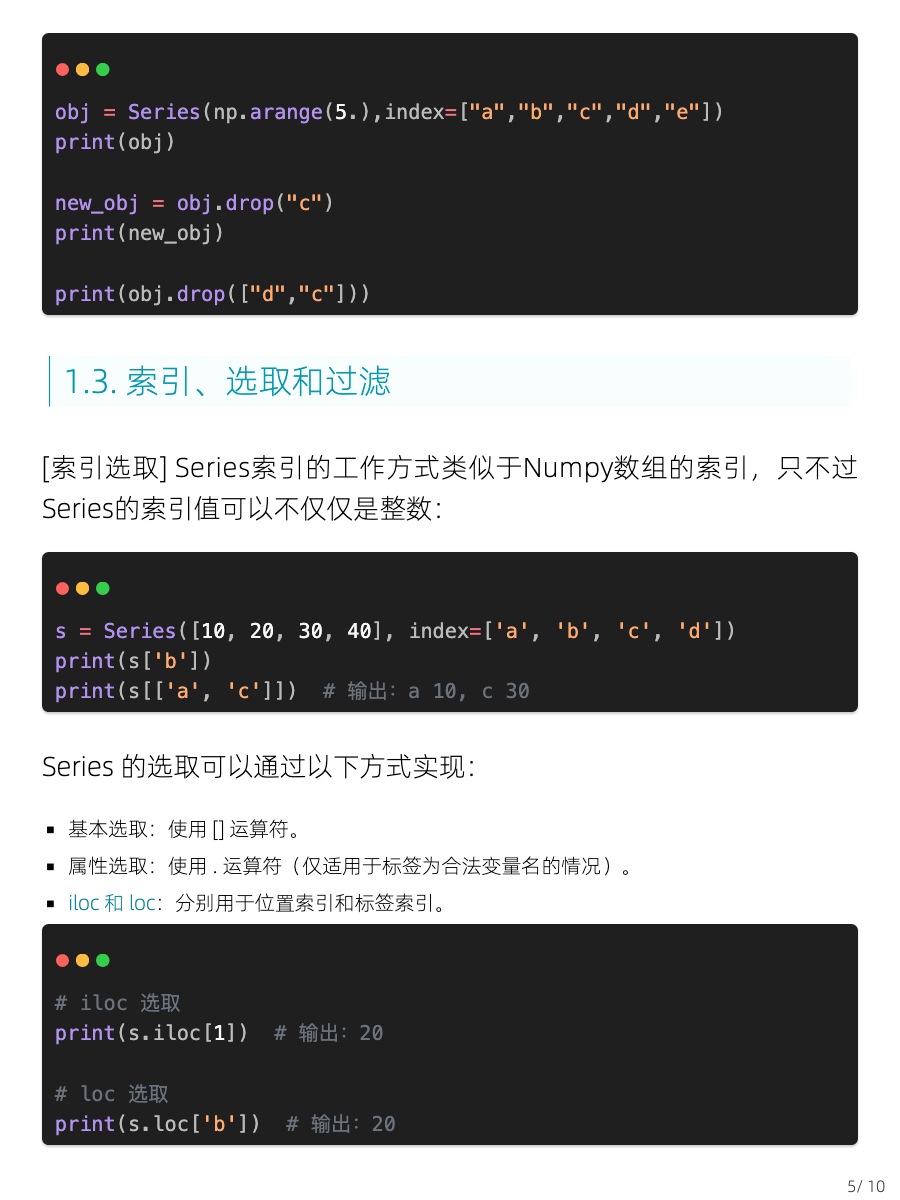 obj = Series(np.arange(5.),index=["a","b","c","d","e"])
print(obj)
new_obj = obj.drop("c")
print(new_obj)
print(obj.drop(["d","c"]))
1.3. 索引、选取和过滤
[索引选取] Series索引的工作方式类似于Numpy数组的索引，只不过
Series的索引值可以不仅仅是整数：
s = Series([10, 20, 30, 40], index=['a', 'b', 'c', 'd'])
print(s['b'])
print(s[['a', 'c']])  # 输出：a 10, c 30
Series 的选取可以通过以下方式实现：
▪ 基本选取：使用 [] 运算符。
▪ 属性选取：使用 . 运算符（仅适用于标签为合法变量名的情况）。
▪ iloc 和 loc：分别用于位置索引和标签索引。
# iloc 选取
print(s.iloc[1])  # 输出：20
# loc 选取
print(s.loc['b'])  # 输出：20
5/ 10